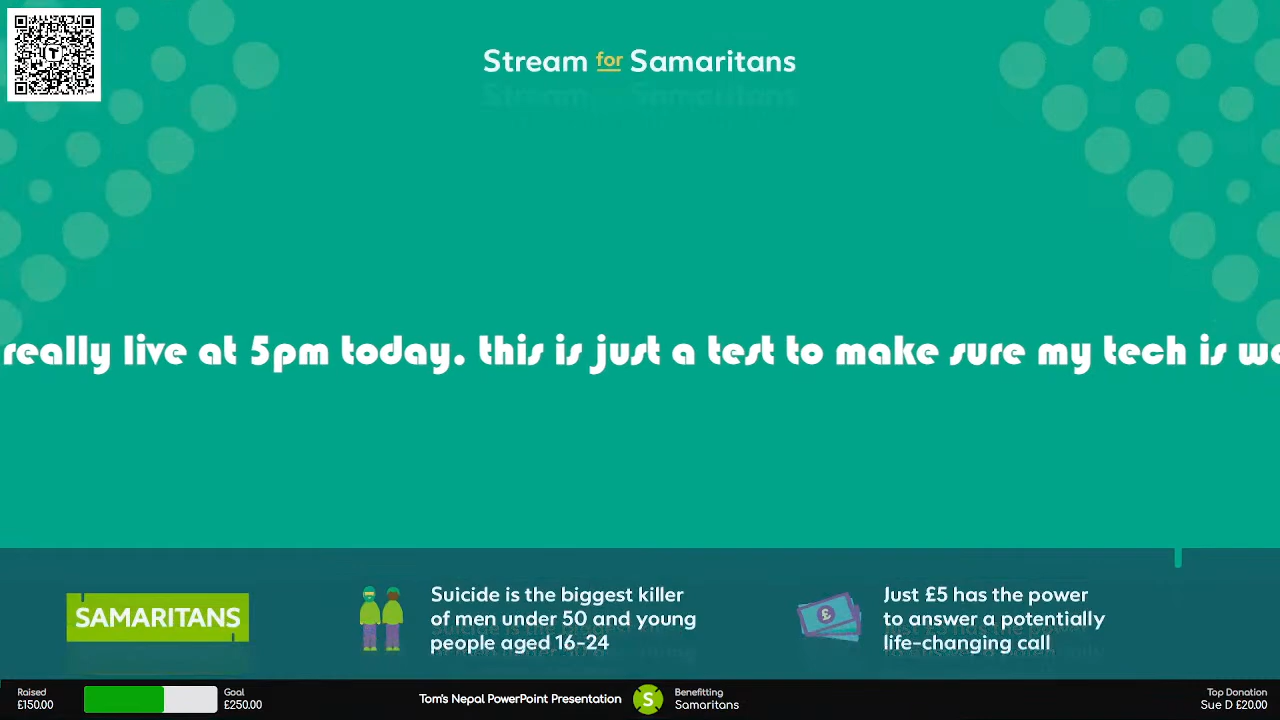 Stream for Samaritans
really live at 5pm today. this is just a test to make sure my tech is
SAMARITANS
Suicide is the biggest killer
of men under 50 and young
people aged 16-24
Just £5 has the power
to answer a potentially
life-changing call
Raised
£150.00
Goal
£250.00
Tom's Nepal PowerPoint Presentation
S
Benefitting
Samaritans
Top Donation
Sue D £20.00